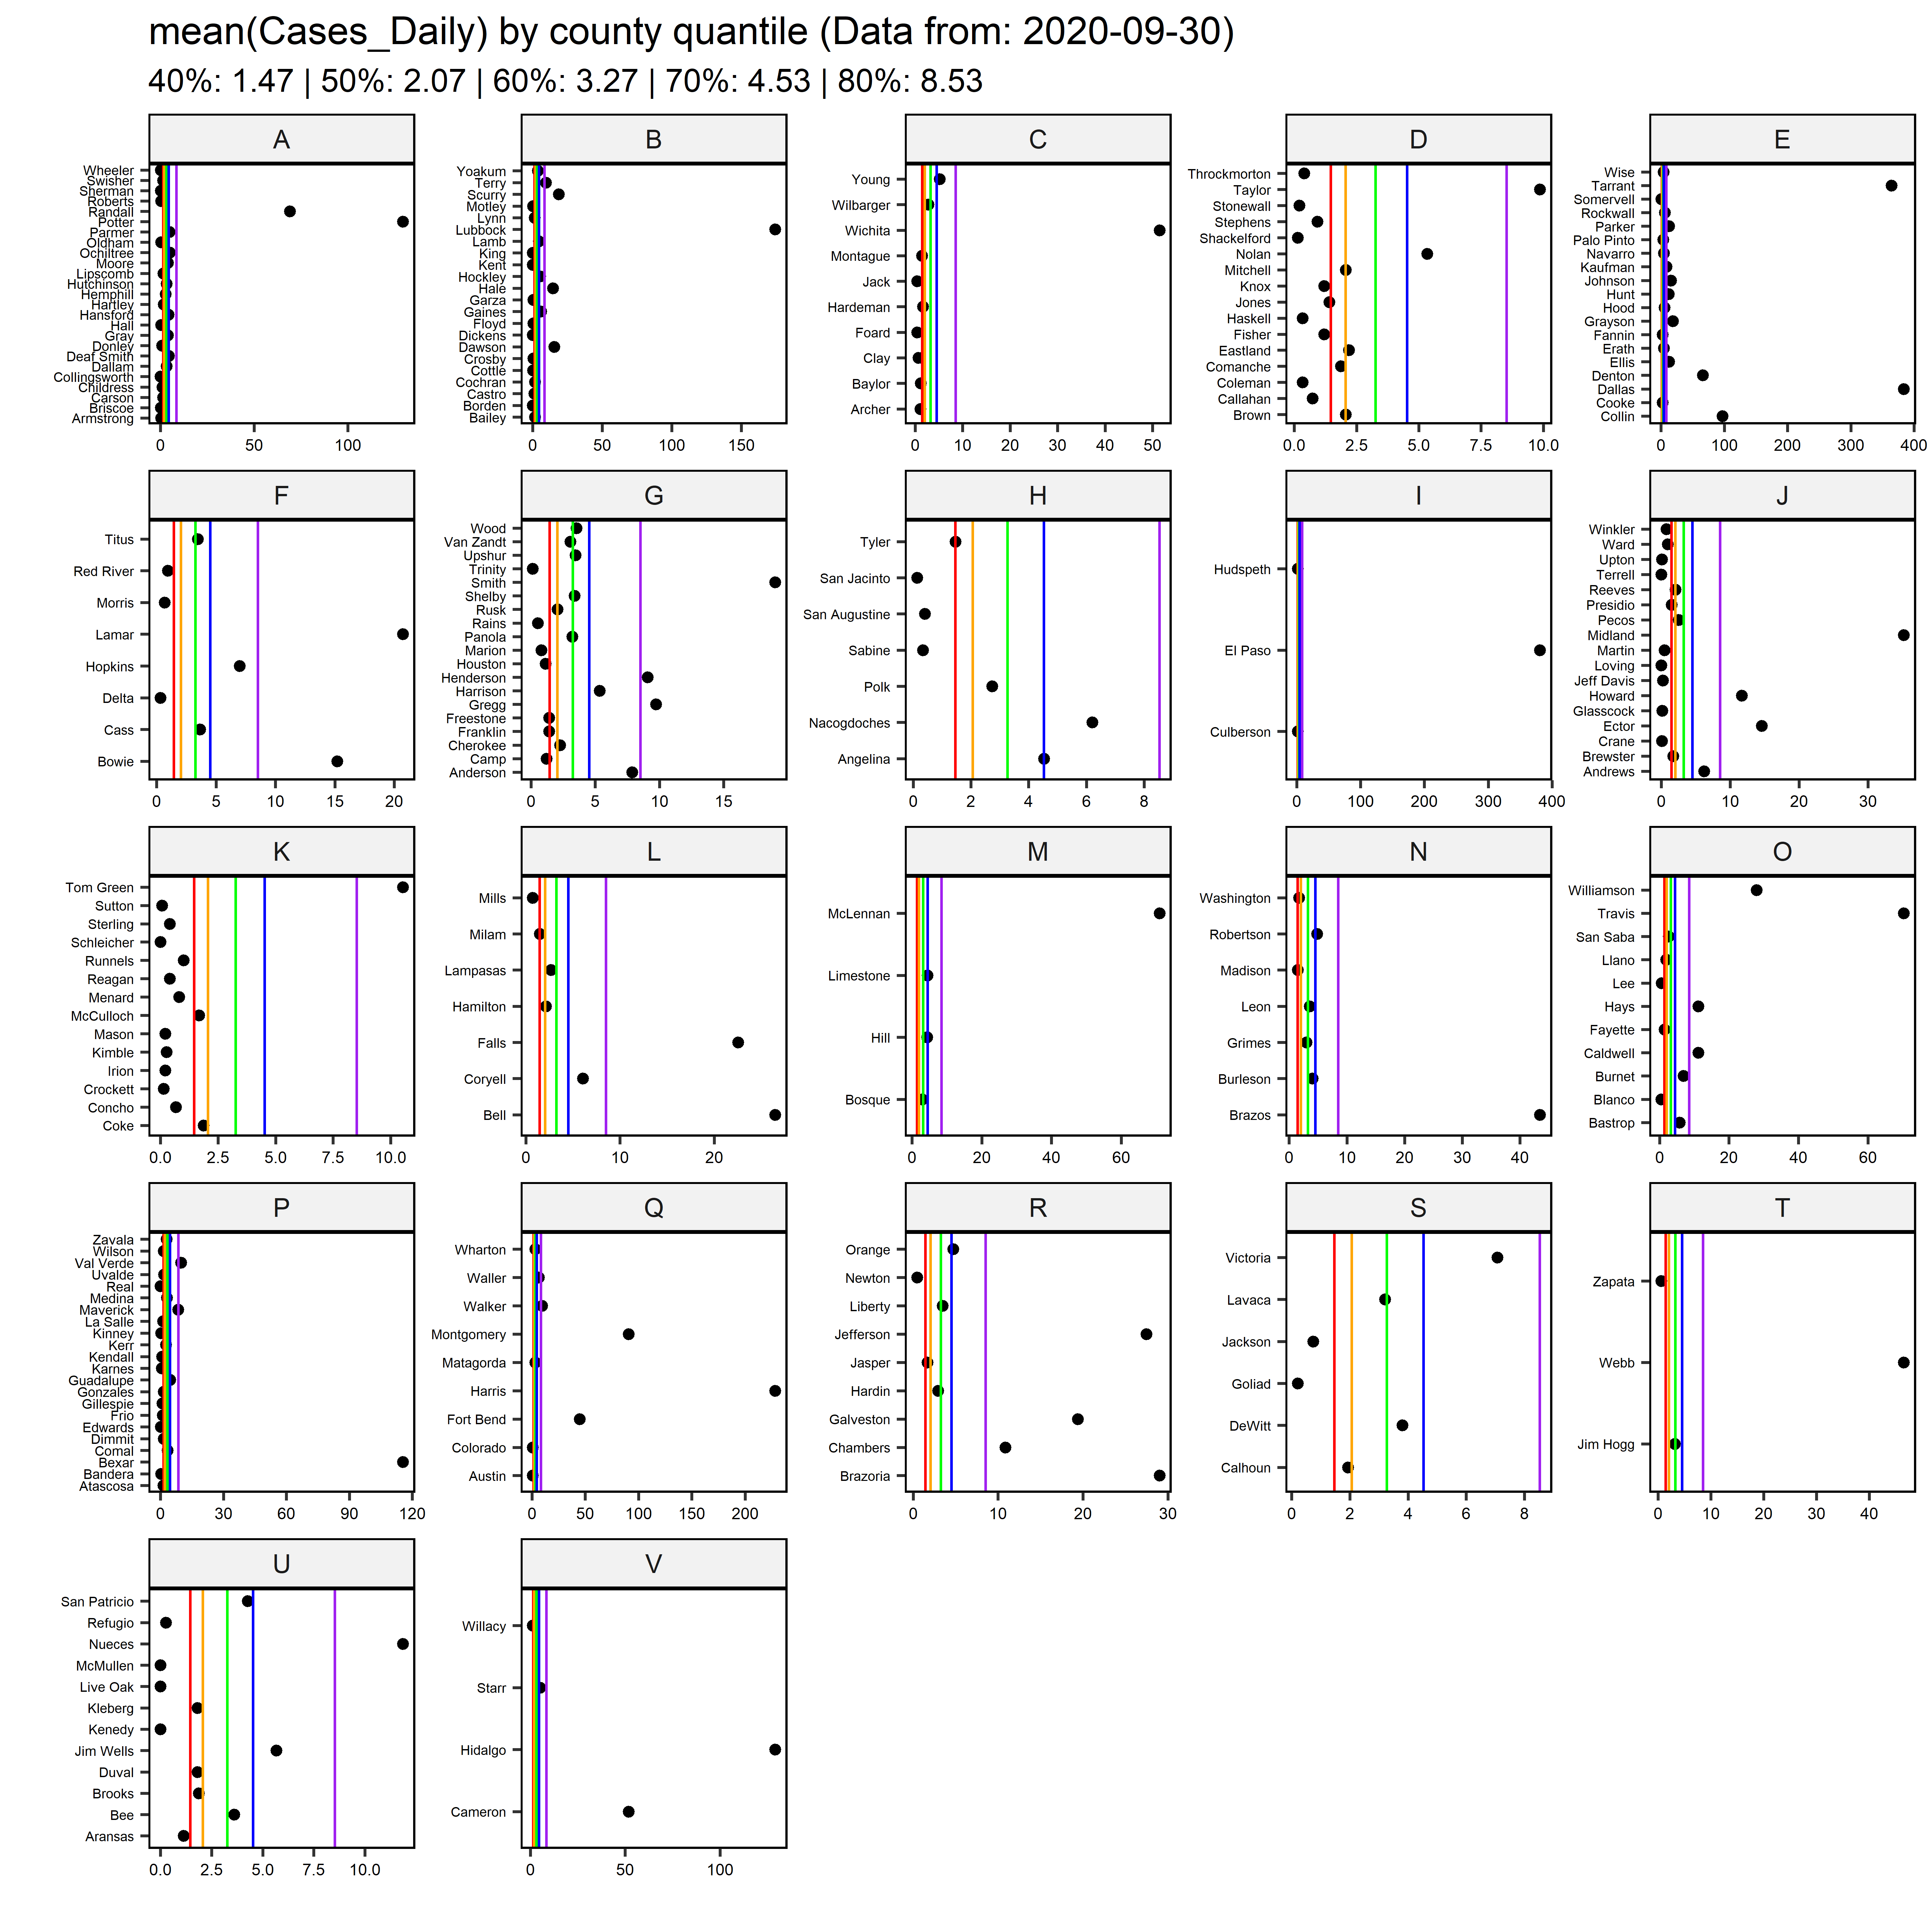 mean(Cases_Daily) by county quantile (Data from: 2020-09-30)
40%: 1.47 | 50%: 2.07 | 60%: 3.27 | 70%: 4.53 | 80%: 8.53
A
Wheeler
Swisher
Sherman
Roberts
Randall
Potter
Parmer
Oldham
Ochiltree
Moore
Lipscomb
Hutchinson
Hemphill
Hartley
Hansford
Hall
Gray
Donley
Deaf Smith
Dallam
Collingsworth
Childress
Carson
Briscoe
Armstrong
0 50 100
B
Yoakum
Terry
Scurry
Motley
Lynn
Lubbock
Lamb
King
Kent
Hockley
Hale
Garza
Gaines
Floyd
Dickens
Dawson
Crosby
Cottle
Cochran
Castro
Borden
Bailey
0 50 100 150
C
Young
Wilbarger
Wichita
Montague
Jack
Hardeman
Foard
Clay
Baylor
Archer
0 10 20 30 40 50
D
Throckmorton
Taylor
Stonewall
Stephens
Shackelford
Nolan
Mitchell
Knox
Jones
Haskell
Fisher
Eastland
Comanche
Coleman
Callahan
Brown
0.0 2.5 5.0 7.5 10.0
E
Wise
Tarrant
Somervell
Rockwall
Parker
Palo Pinto
Navarro
Kaufman
Johnson
Hunt
Hood
Grayson
Fannin
Erath
Ellis
Denton
Dallas
Cooke
Collin
0 100 200 300 400
F
Titus
Red River
Morris
Lamar
Hopkins
Delta
Cass
Bowie
0 5 10 15 20
G
Wood
Van Zandt
Upshur
Trinity
Smith
Shelby
Rusk
Rains
Panola
Marion
Houston
Henderson
Harrison
Gregg
Freestone
Franklin
Cherokee
Camp
Anderson
0 5 10 15
H
Tyler
San Jacinto
San Augustine
Sabine
Polk
Nacogdoches
Angelina
0 2 4 6 8
I
Hudspeth
El Paso
Culberson
0 100 200 300 400
J
Winkler
Ward
Upton
Terrell
Reeves
Presidio
Pecos
Midland
Martin
Loving
Jeff Davis
Howard
Glasscock
Ector
Crane
Brewster
Andrews
0 10 20 30
K
Tom Green
Sutton
Sterling
Schleicher
Runnels
Reagan
Menard
McCulloch
Mason
Kimble
Irion
Crockett
Concho
Coke
0.0 2.5 5.0 7.5 10.0
L
Mills
Milam
Lampasas
Hamilton
Falls
Coryell
Bell
0 10 20
M
McLennan
Limestone
Hill
Bosque
0 20 40 60
N
Washington
Robertson
Madison
Leon
Grimes
Burleson
Brazos
0 10 20 30 40
O
Williamson
Travis
San Saba
Llano
Lee
Hays
Fayette
Caldwell
Burnet
Blanco
Bastrop
0 20 40 60
P
Zavala
Wilson
Val Verde
Uvalde
Real
Medina
Maverick
La Salle
Kinney
Kerr
Kendall
Karnes
Guadalupe
Gonzales
Gillespie
Frio
Edwards
Dimmit
Comal
Bexar
Bandera
Atascosa
0 30 60 90 120
Q
Wharton
Waller
Walker
Montgomery
Matagorda
Harris
Fort Bend
Colorado
Austin
0 50 100 150 200
R
Orange
Newton
Liberty
Jefferson
Jasper
Hardin
Galveston
Chambers
Brazoria
0 10 20 30
S
Victoria
Lavaca
Jackson
Goliad
DeWitt
Calhoun
0 2 4 6 8
T
Zapata
Webb
Jim Hogg
0 10 20 30 40
U
San Patricio
Refugio
Nueces
McMullen
Live Oak
Kleberg
Kenedy
Jim Wells
Duval
Brooks
Bee
Aransas
0.0 2.5 5.0 7.5 10.0
V
Willacy
Starr
Hidalgo
Cameron
0 50 100